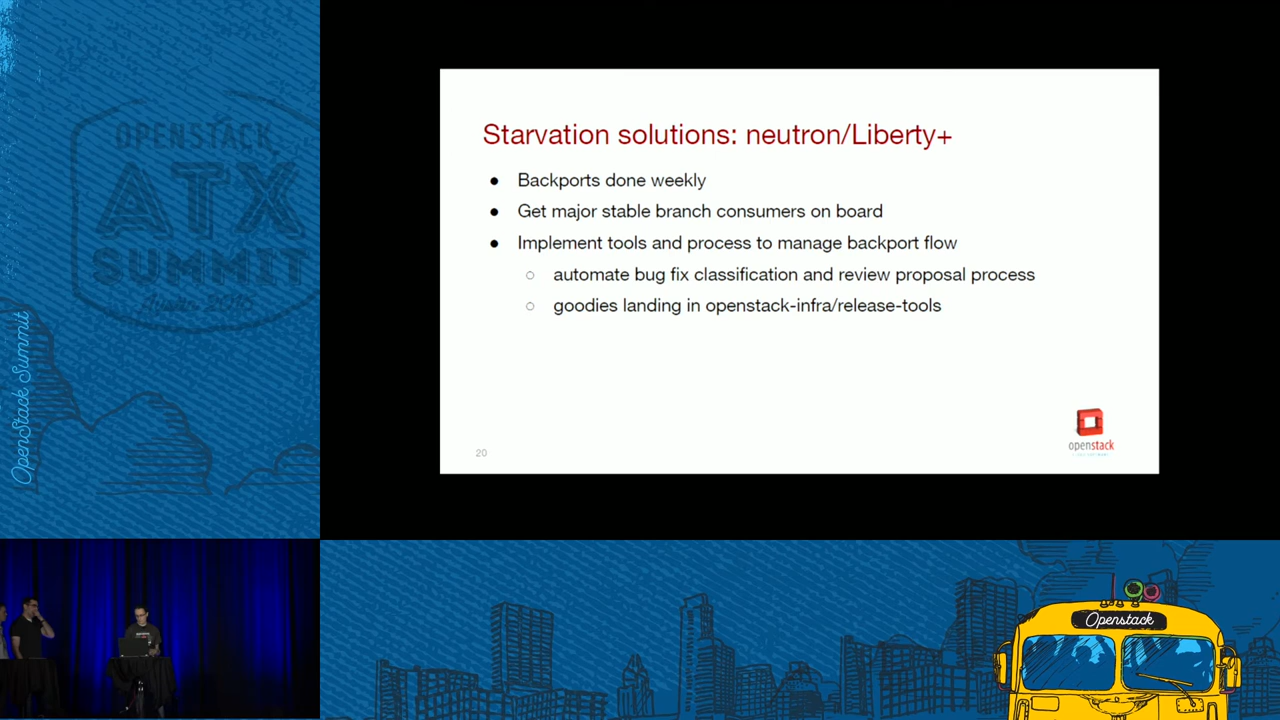 OPENSTACK
ATX
SUMMIT
Austin, 2016
OpenStack Summit
Starvation solutions: neutron/Liberty+
● Backports done weekly
● Get major stable branch consumers on board
● Implement tools and process to manage backport flow
○ automate bug fix classification and review proposal process
○ goodies landing in openstack-infra/release-tools
20
openstack
Openstack